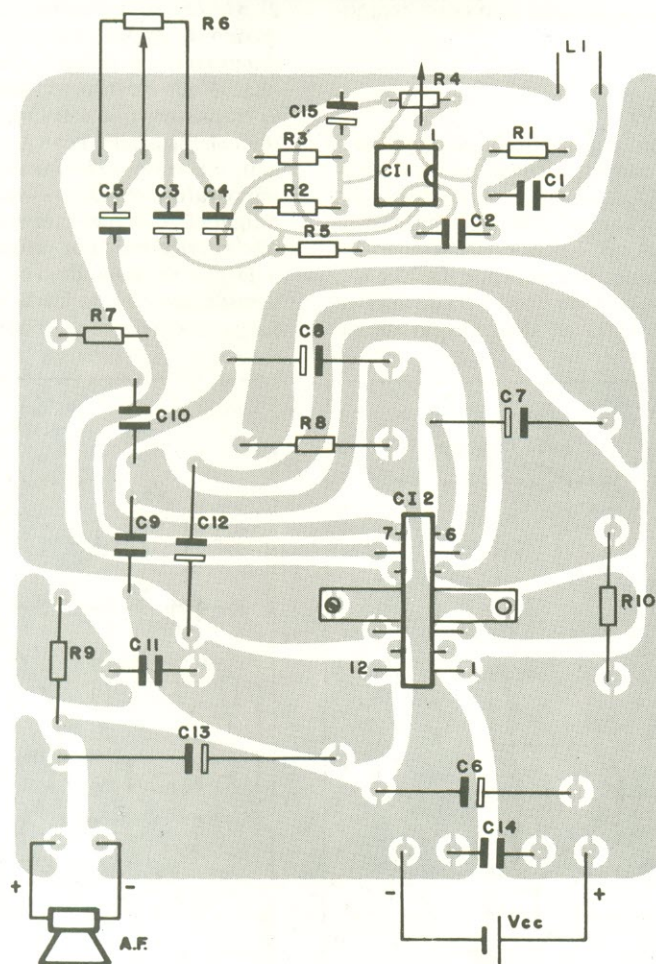 R6
L1
R4
C15
1
R1
R3
CI1
C5
C3
C4
R2
C1
C2
R5
R7
C8
C7
C10
R8
CI2
C9
C12
7
6
R10
R9
C11
12
1
C13
C6
C14
+
-
-
+
Vcc
A.F.